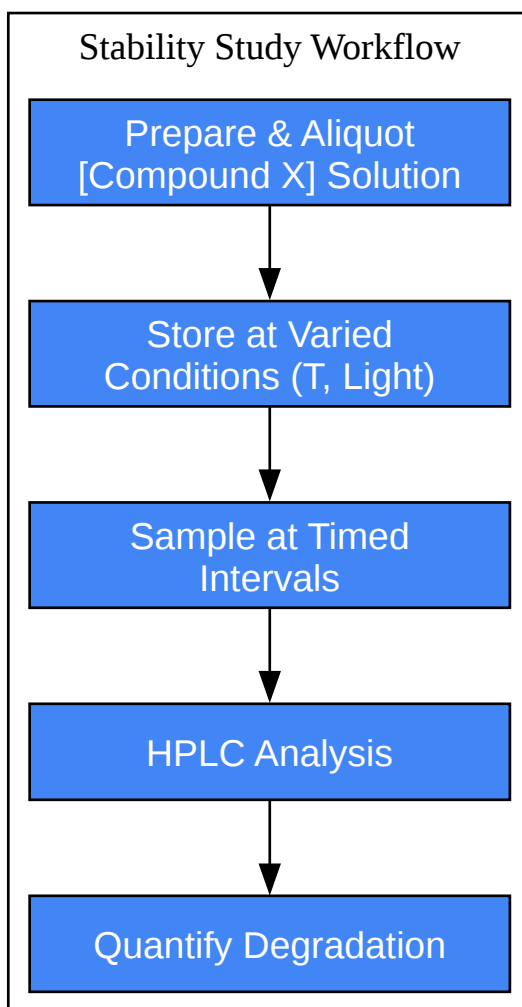 Stability Study Workflow
Prepare & Aliquot
[Compound X] Solution
Store at Varied
Conditions (T, Light)
Sample at Timed
Intervals
HPLC Analysis
Quantify Degradation